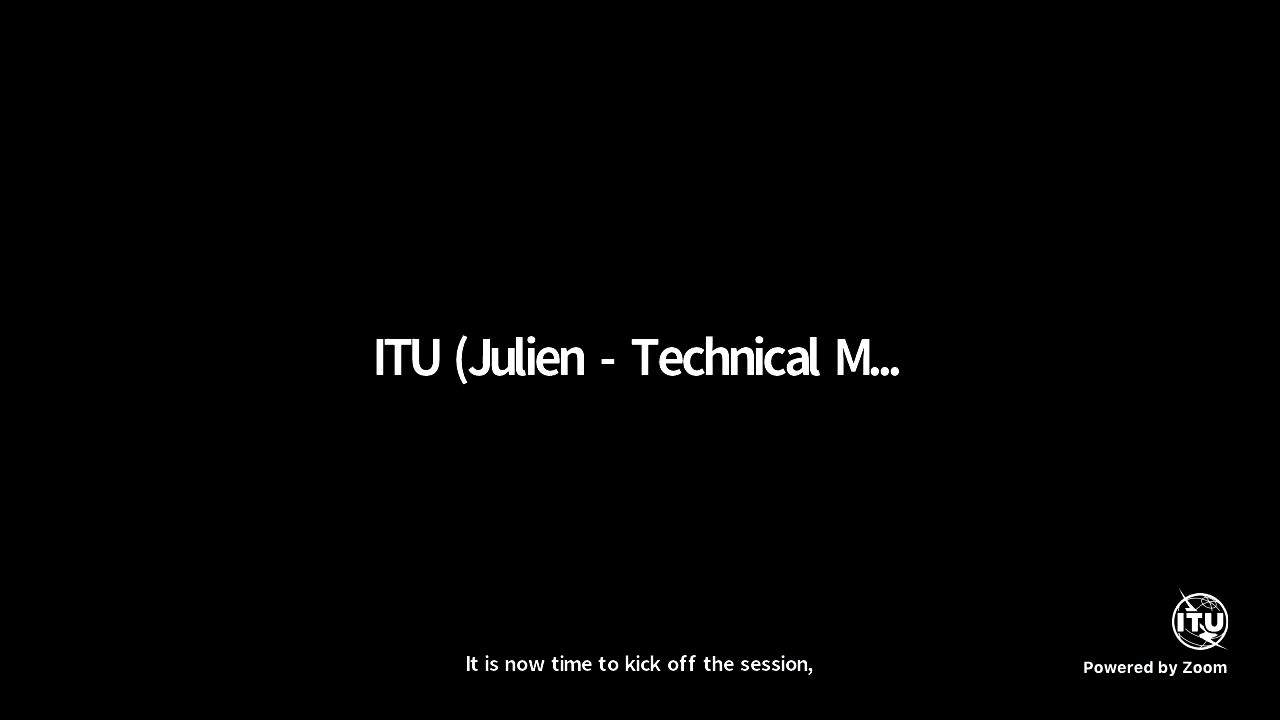 ITU (Julien - Technical M...
ITU
It is now time to kick off the session,
Powered by Zoom